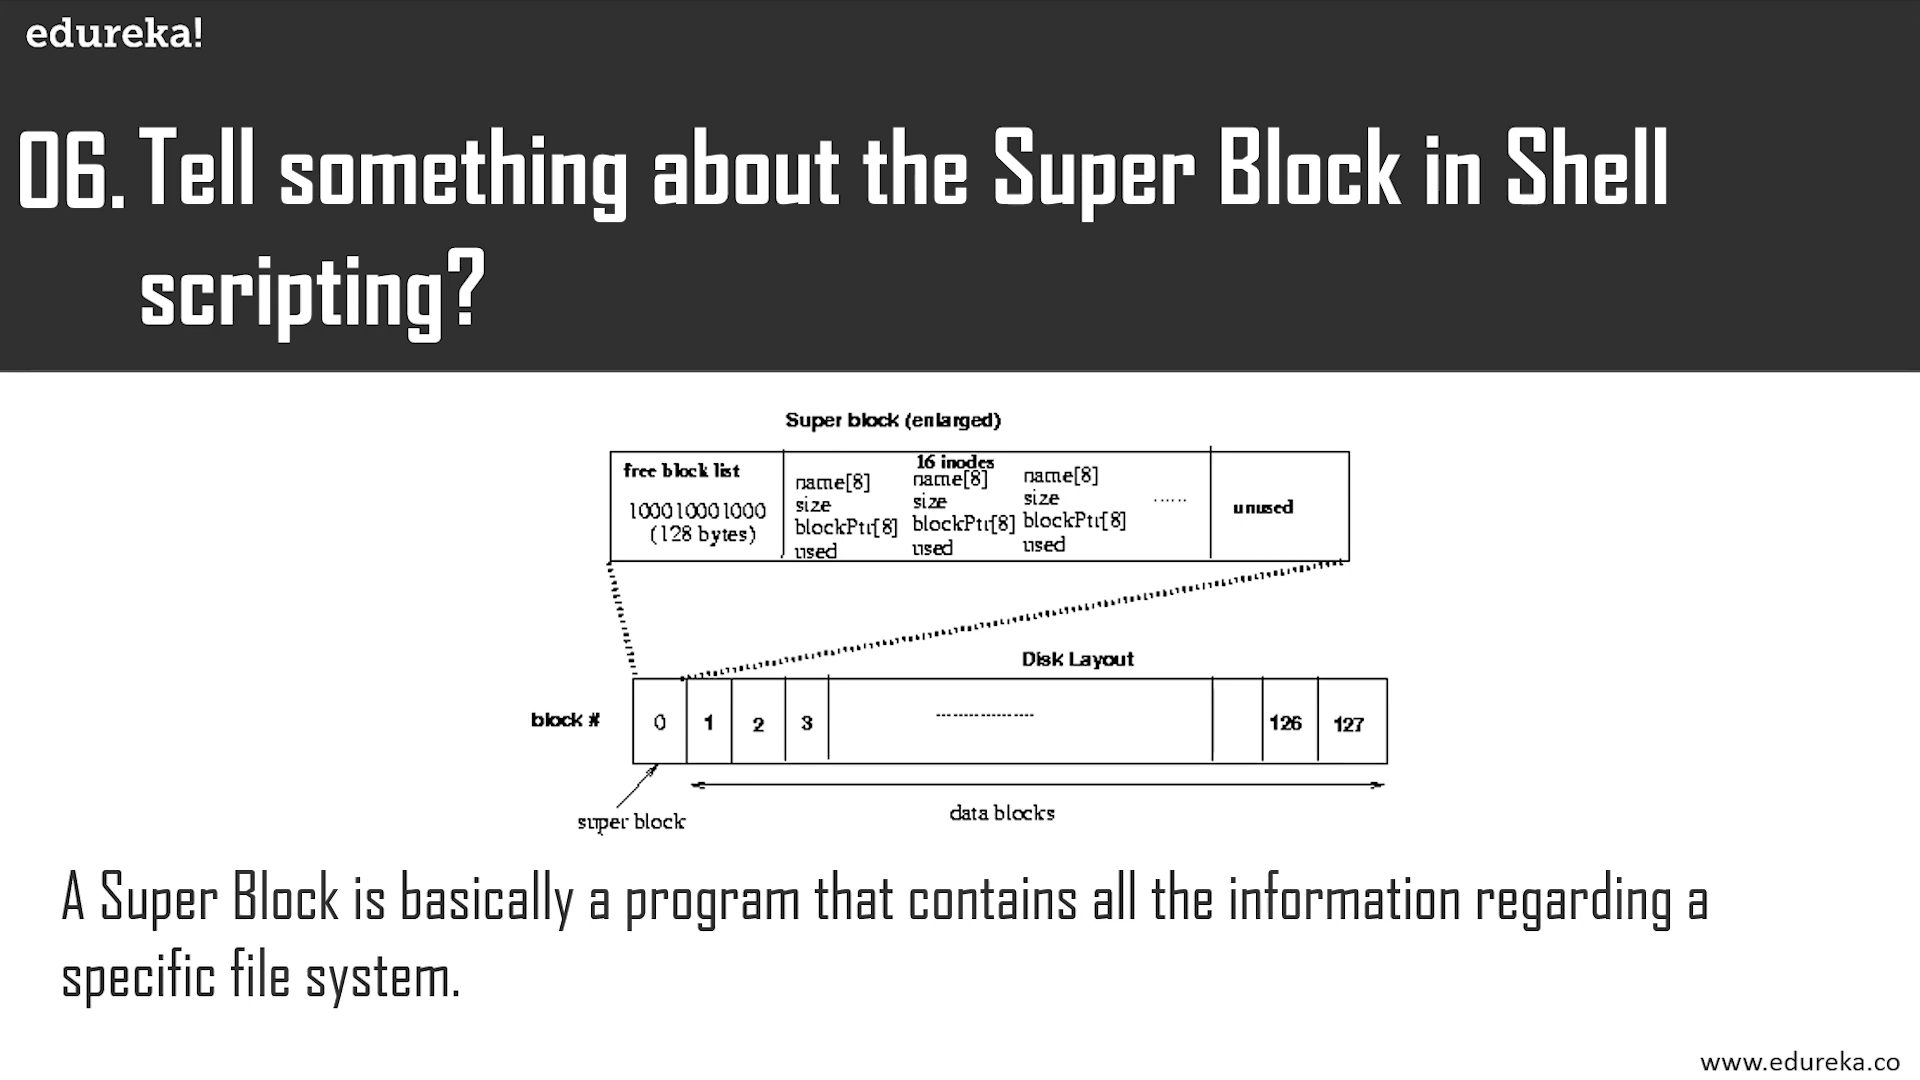 edureka!
06. Tell something about the Super Block in Shell
scripting?
Super block (enlarged)
free block list
100010001000
(128 bytes)
16 inodes
name[8] name[8] name[8]
size size size ......
blockPtr[8] blockPtr[8] blockPtr[8]
used used used
unused
Disk Layout
block # 0 1 2 3 ----------------- 126 127
super block
data blocks
A Super Block is basically a program that contains all the information regarding a
specific file system.
www.edureka.co